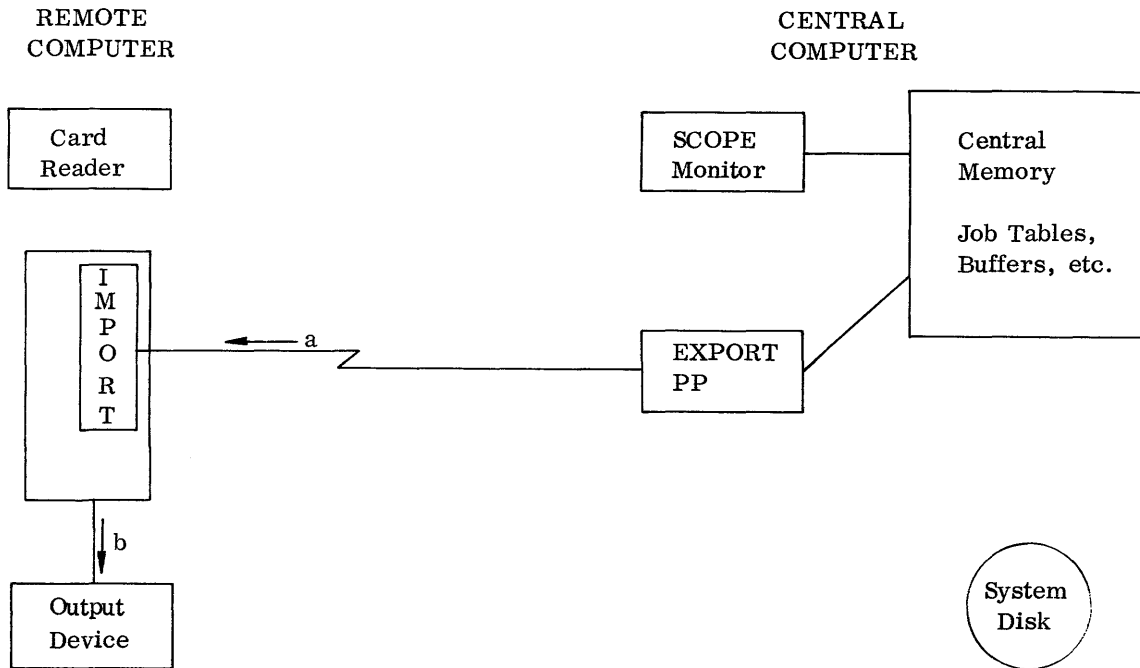 REMOTE
COMPUTER
CENTRAL
COMPUTER
Card
Reader
SCOPE
Monitor
Central
Memory
Job Tables,
Buffers, etc.
I
M
P
O
R
T
a
EXPORT
PP
b
Output
Device
System
Disk